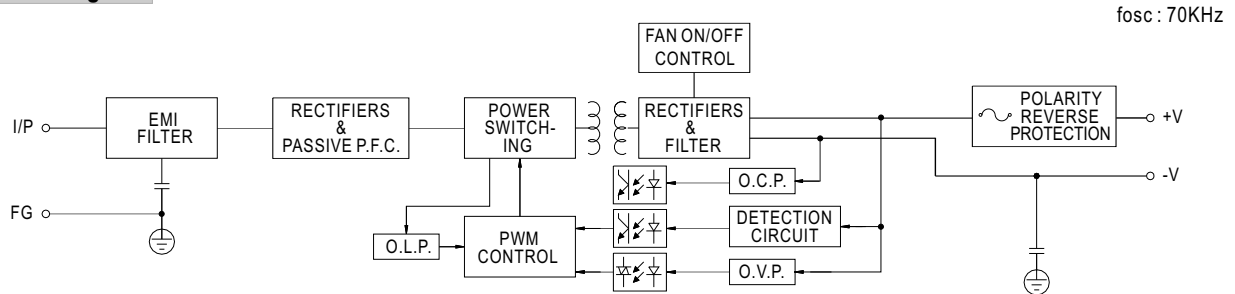 fosc : 70KHz
FAN ON/OFF
CONTROL
I/P
EMI
FILTER
RECTIFIERS
&
PASSIVE P.F.C.
POWER
SWITCH-
ING
RECTIFIERS
&
FILTER
POLARITY
REVERSE
PROTECTION
+V
-V
FG
O.L.P.
PWM
CONTROL
O.C.P.
DETECTION
CIRCUIT
O.V.P.